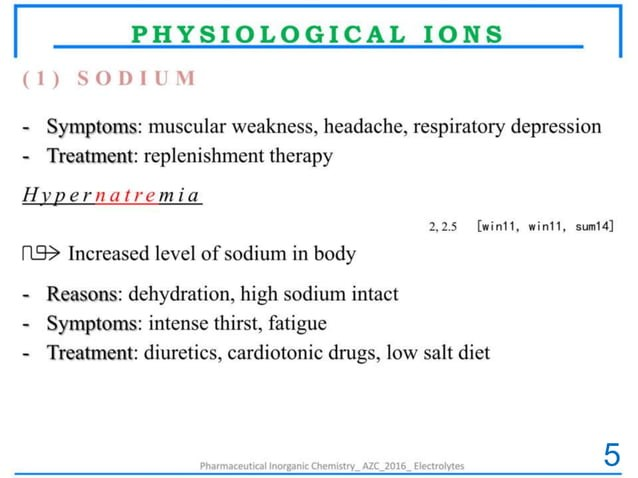 PHYSIOLOGICAL IONS
(1) SODIUM
- Symptoms: muscular weakness, headache, respiratory depression
- Treatment: replenishment therapy
Hypernatremia
2, 2.5 [win11, win11, sum14]
Increased level of sodium in body
- Reasons: dehydration, high sodium intact
- Symptoms: intense thirst, fatigue
- Treatment: diuretics, cardiotonic drugs, low salt diet
Pharmaceutical Inorganic Chemistry_ AZC_2016_ Electrolytes
5